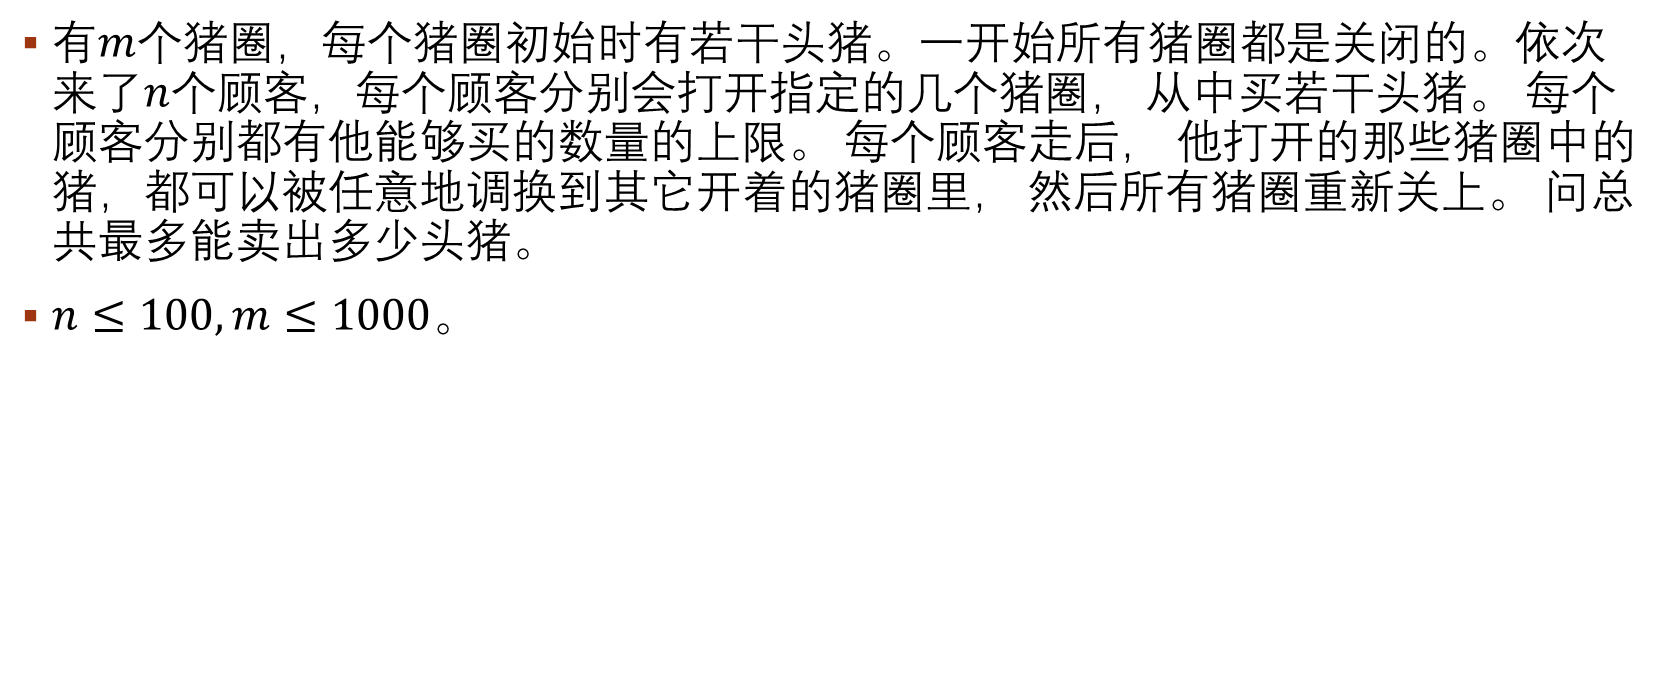 ▪ 有m个猪圈，每个猪圈初始时有若干头猪。一开始所有猪圈都是关闭的。依次
来了n个顾客，每个顾客分别会打开指定的几个猪圈，从中买若干头猪。每个
顾客分别都有他能够买的数量的上限。每个顾客走后，他打开的那些猪圈中的
猪，都可以被任意地调换到其它开着的猪圈里，然后所有猪圈重新关上。问总
共最多能卖出多少头猪。
▪ n ≤ 100, m ≤ 1000。